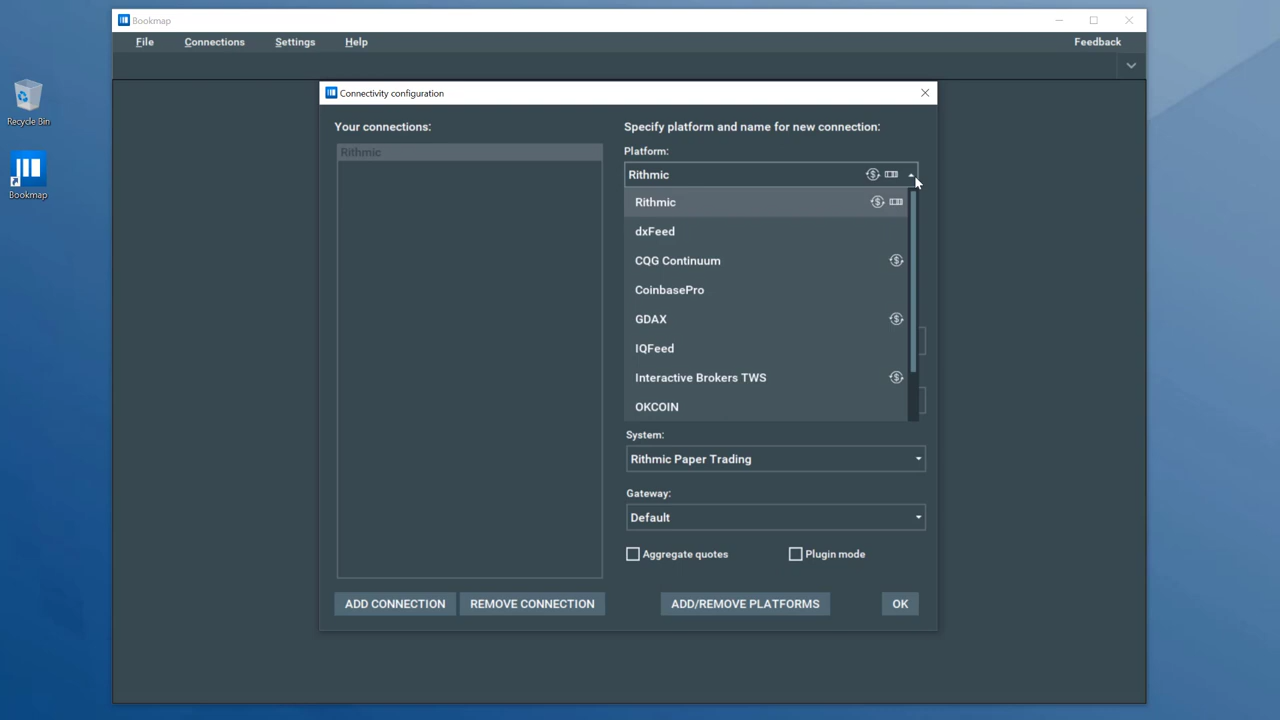 Bookmap
File Connections Settings Help Feedback
Recycle Bin
Bookmap
Connectivity configuration
Your connections:
Rithmic
Specify platform and name for new connection:
Platform:
Rithmic
Rithmic
dxFeed
CQG Continuum
CoinbasePro
GDAX
IQFeed
Interactive Brokers TWS
OKCOIN
System:
Rithmic Paper Trading
Gateway:
Default
Aggregate quotes Plugin mode
ADD CONNECTION REMOVE CONNECTION ADD/REMOVE PLATFORMS OK